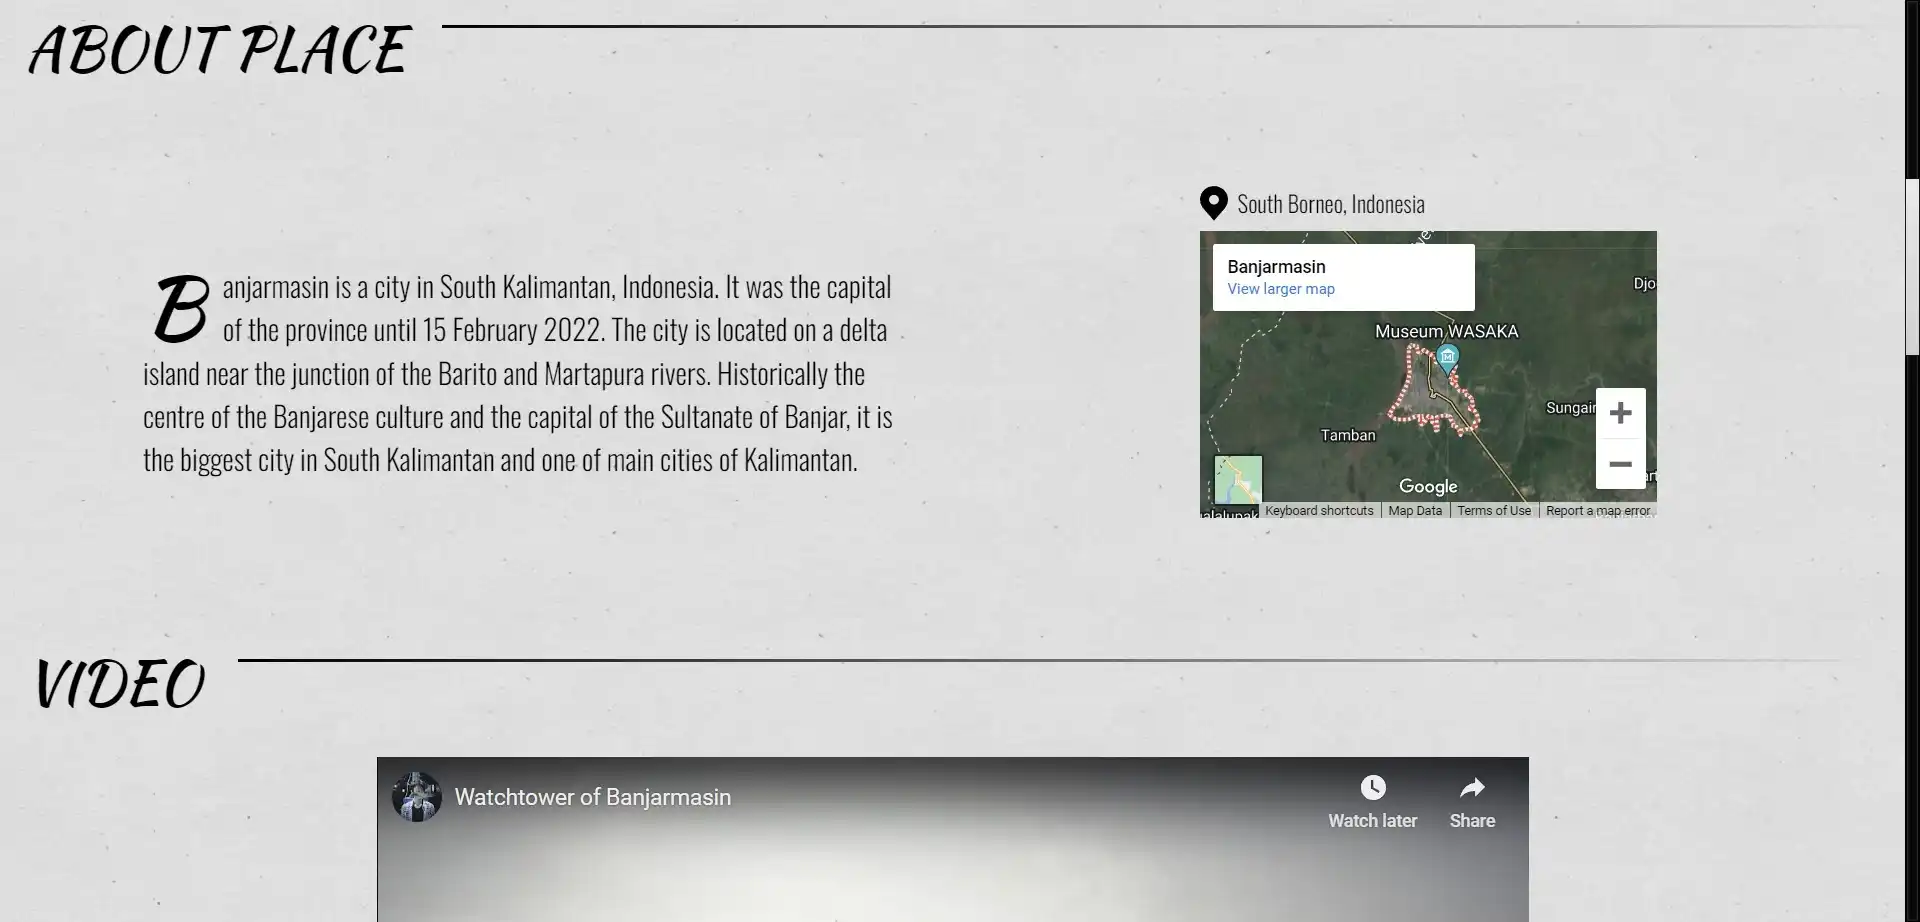 ABOUT PLACE
South Borneo, Indonesia
Banjarmasin is a city in South Kalimantan, Indonesia. It was the capital
of the province until 15 February 2022. The city is located on a delta
island near the junction of the Barito and Martapura rivers. Historically the
centre of the Banjarese culture and the capital of the Sultanate of Banjar, it is
the biggest city in South Kalimantan and one of main cities of Kalimantan.
Banjarmasin
View larger map
Djo
Museum WASAKA
Sungai
Tamban
Google
Keyboard shortcuts
Map Data
Terms of Use
Report a map error
VIDEO
Watchtower of Banjarmasin
Watch later
Share